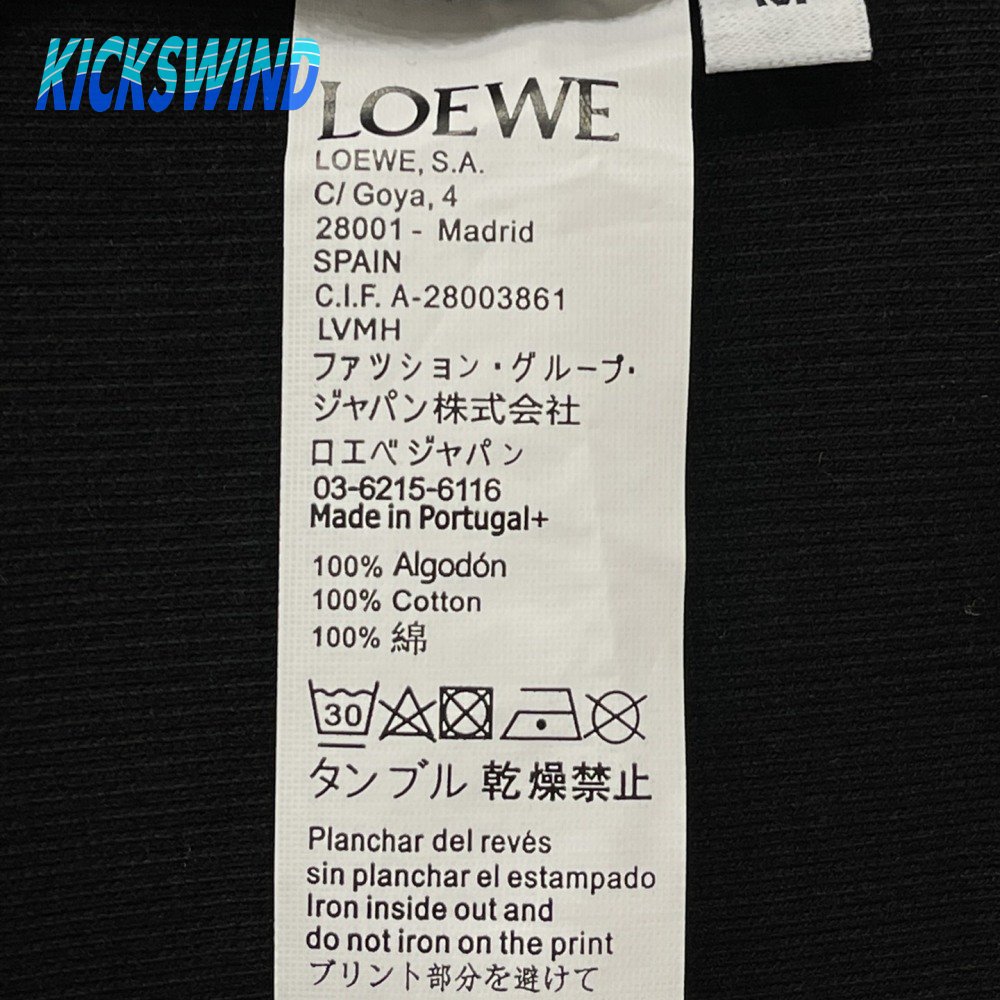 KICKSWIND
LOEWE
LOEWE, S.A.
C/ Goya, 4
28001 - Madrid
SPAIN
C.I.F. A-28003861
LVMH
ファツション・グループ・
ジャパン株式会社
ロエベジャパン
03-6215-6116
Made in Portugal+
100% Algodón
100% Cotton
100% 綿
30
タンブル 乾燥禁止
Planchar del revés
sin planchar el estampado
Iron inside out and
do not iron on the print
プリント部分を避けて